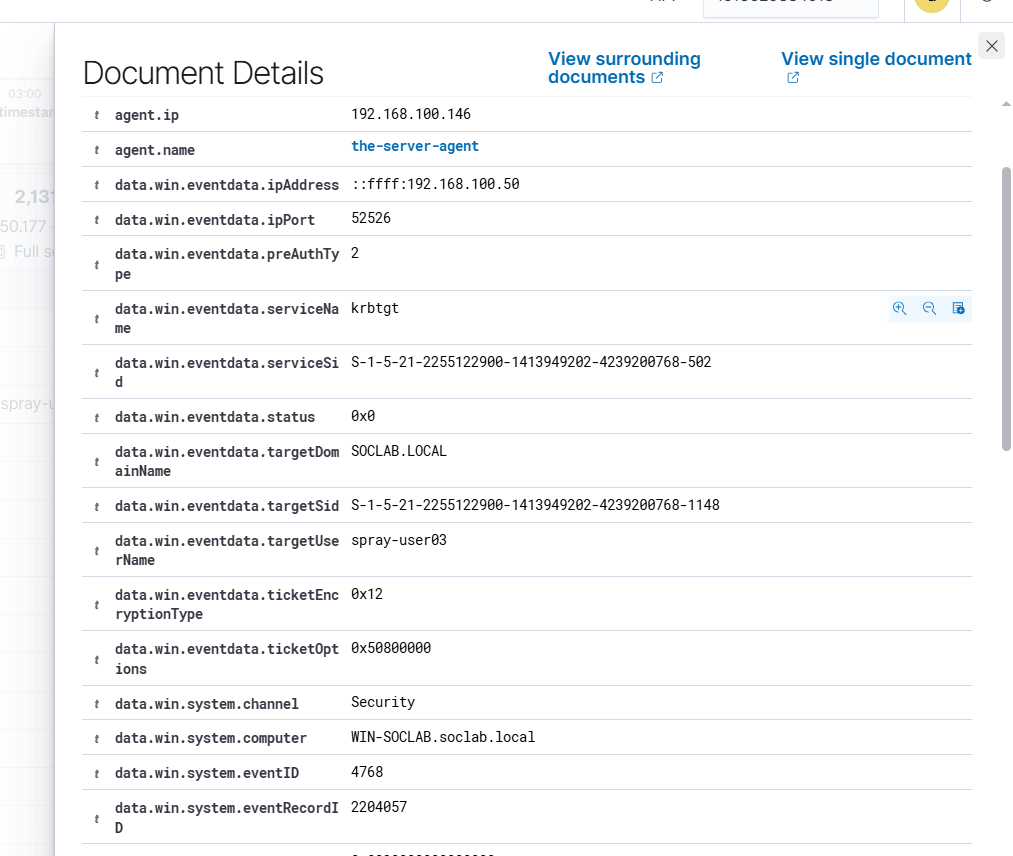 View surrounding
documents
View single document
Document Details
03:00
timestar
2,131
50.177 -
Full s
spray-u
t agent.ip 192.168.100.146
t agent.name the-server-agent
t data.win.eventdata.ipAddress ::ffff:192.168.100.50
t data.win.eventdata.ipPort 52526
t data.win.eventdata.preAuthTy
pe 2
t data.win.eventdata.serviceNa
me krbtgt
t data.win.eventdata.serviceSi
d S-1-5-21-2255122900-1413949202-4239200768-502
t data.win.eventdata.status 0x0
t data.win.eventdata.targetDom
ainName SOCLAB.LOCAL
t data.win.eventdata.targetSid S-1-5-21-2255122900-1413949202-4239200768-1148
t data.win.eventdata.targetUse
rName spray-user03
t data.win.eventdata.ticketEnc
ryptionType 0x12
t data.win.eventdata.ticketOpt
ions 0x50800000
t data.win.system.channel Security
t data.win.system.computer WIN-SOCLAB.soclab.local
t data.win.system.eventID 4768
t data.win.system.eventRecordI
D 2204057